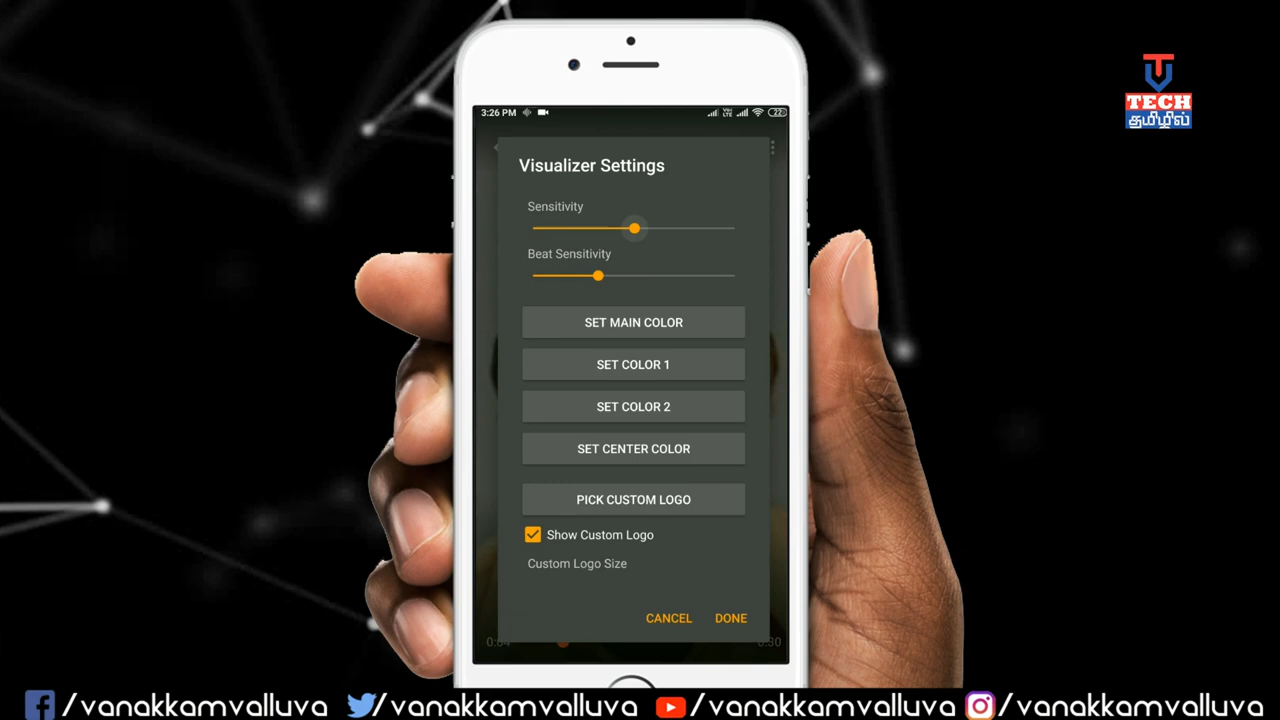 TECH
தமிழில்
3:26 PM
22
Visualizer Settings
Sensitivity
Beat Sensitivity
SET MAIN COLOR
SET COLOR 1
SET COLOR 2
SET CENTER COLOR
PICK CUSTOM LOGO
Show Custom Logo
Custom Logo Size
CANCEL DONE
/vanakkamvalluva /vanakkamvalluva /vanakkamvalluva /vanakkamvalluva